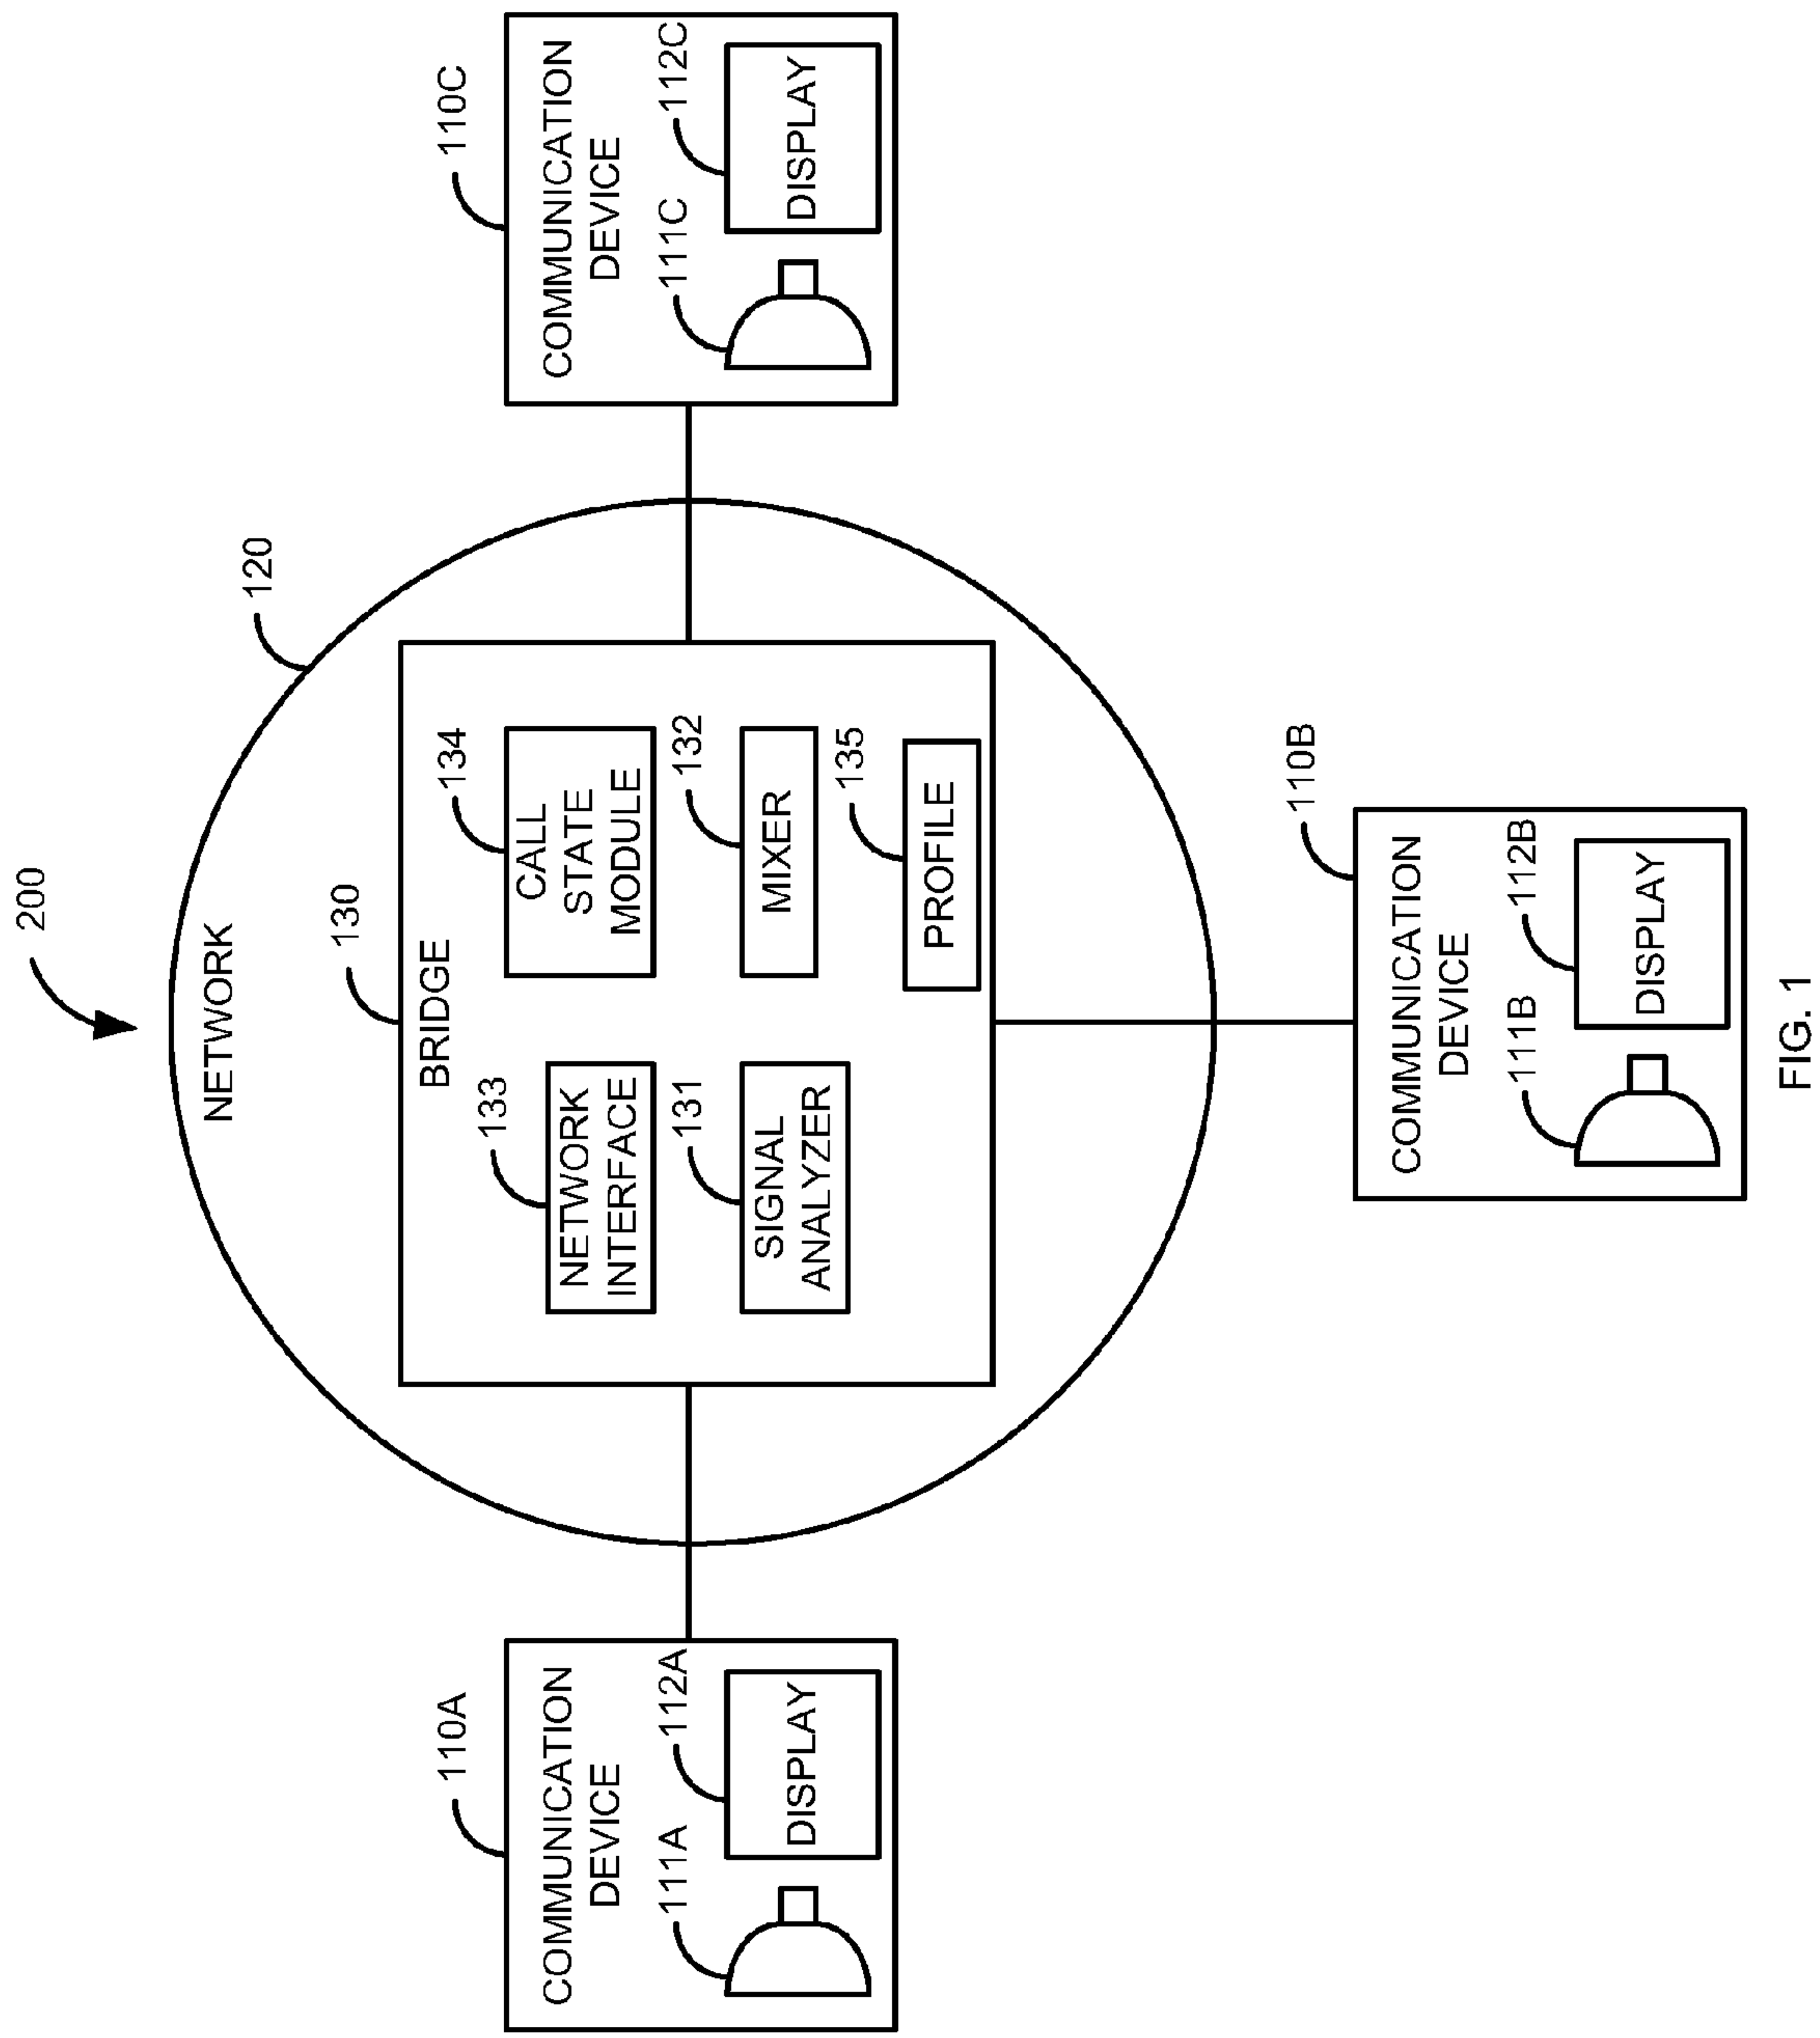 200
NETWORK
120
130
BRIDGE
133
NETWORK
INTERFACE
134
CALL
STATE
MODULE
131
SIGNAL
ANALYZER
132
MIXER
135
PROFILE
110A
COMMUNICATION
DEVICE
111A
112A
DISPLAY
110C
COMMUNICATION
DEVICE
111C
112C
DISPLAY
110B
COMMUNICATION
DEVICE
111B
112B
DISPLAY
FIG. 1